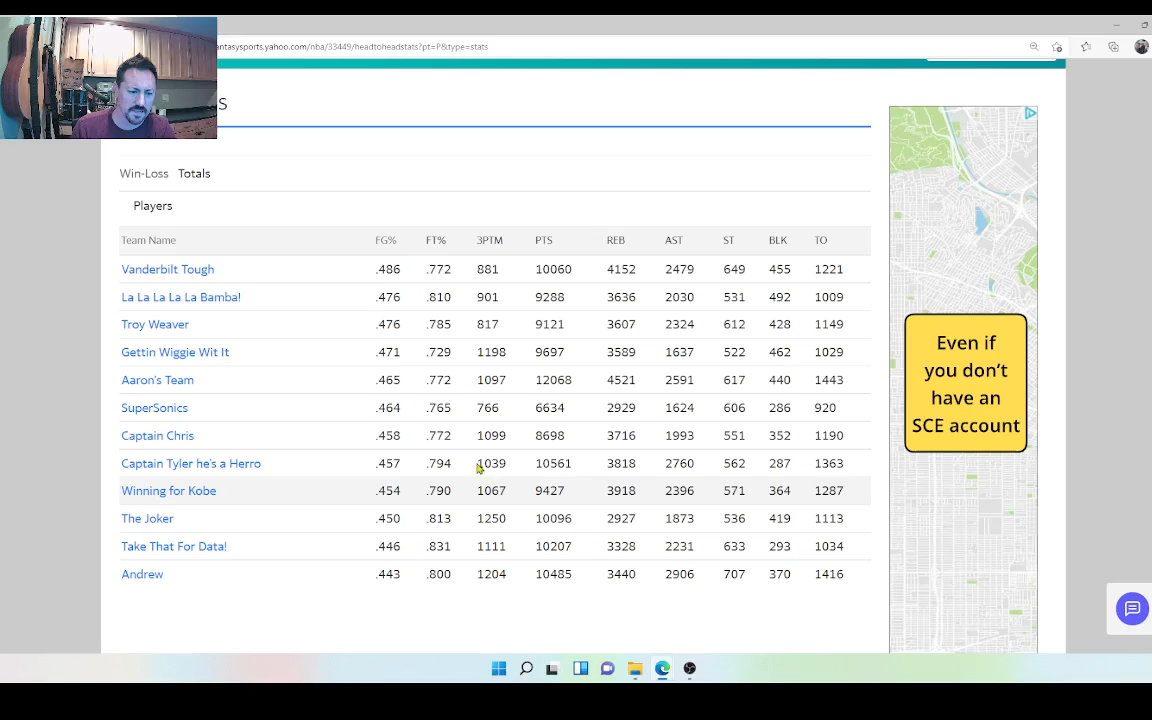 antasysports.yahoo.com/nba/33449/headtoheadstats?pt=P&type=stats
S
Win-Loss Totals
Players
Team Name FG% FT% 3PTM PTS REB AST ST BLK TO
Vanderbilt Tough .486 .772 881 10060 4152 2479 649 455 1221
La La La La La Bamba! .476 .810 901 9288 3636 2030 531 492 1009
Troy Weaver .476 .785 817 9121 3607 2324 612 428 1149
Gettin Wiggie Wit It .471 .729 1198 9697 3589 1637 522 462 1029
Aaron's Team .465 .772 1097 12068 4521 2591 617 440 1443
SuperSonics .464 .765 766 6634 2929 1624 606 286 920
Captain Chris .458 .772 1099 8698 3716 1993 551 352 1190
Captain Tyler he's a Herro .457 .794 1039 10561 3818 2760 562 287 1363
Winning for Kobe .454 .790 1067 9427 3918 2396 571 364 1287
The Joker .450 .813 1250 10096 2927 1873 536 419 1113
Take That For Data! .446 .831 1111 10207 3328 2231 633 293 1034
Andrew .443 .800 1204 10485 3440 2906 707 370 1416
Even if
you don't
have an
SCE account